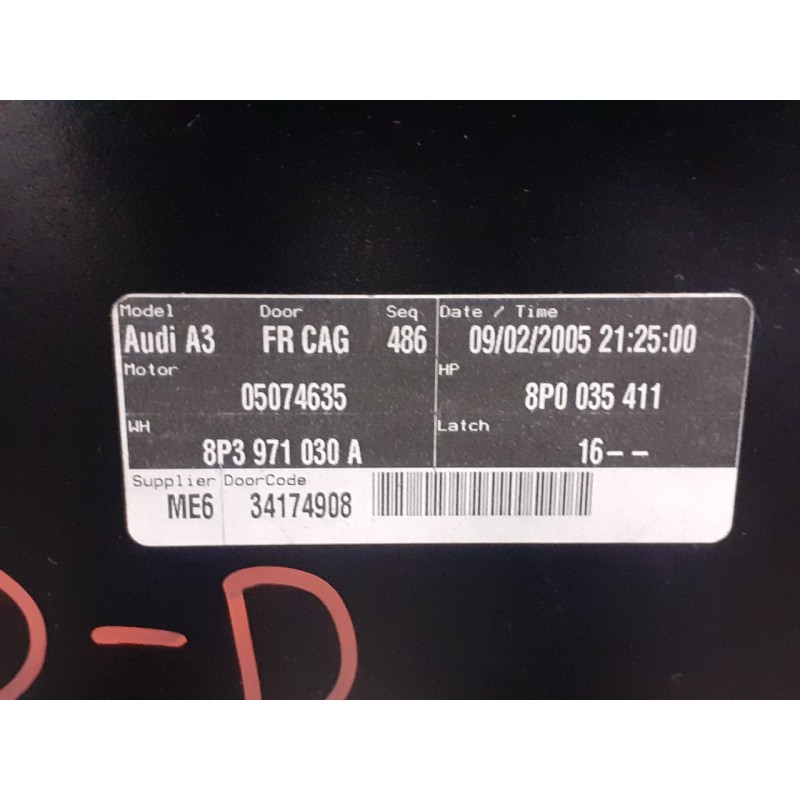 Model Door Seq Date / Time
Audi A3 FR CAG 486 09/02/2005 21:25:00
Motor HP
05074635 8P0 035 411
WH Latch
8P3 971 030 A 16--
Supplier DoorCode
ME6 34174908
D-D